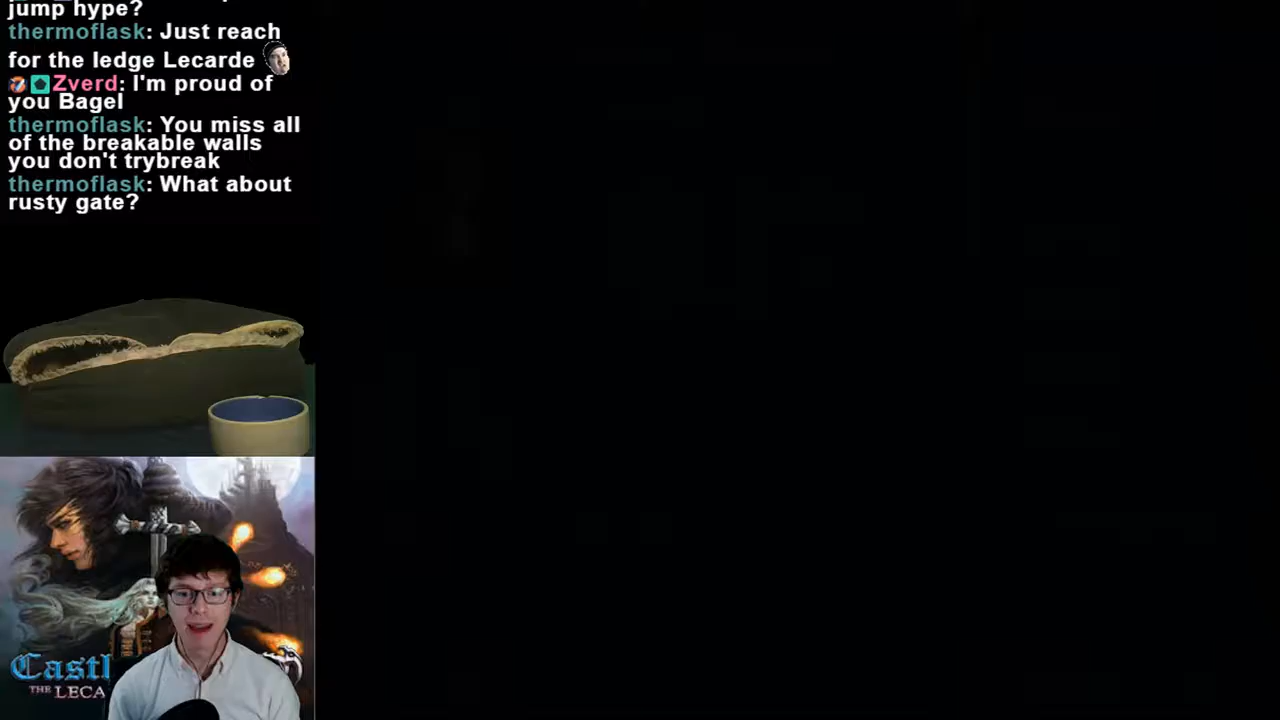 jump hype?
thermoflask: Just reach
for the ledge Lecarde
Zverd: I'm proud of
you Bagel
thermoflask: You miss all
of the breakable walls
you don't trybreak
thermoflask: What about
rusty gate?
Castl
THE LECA